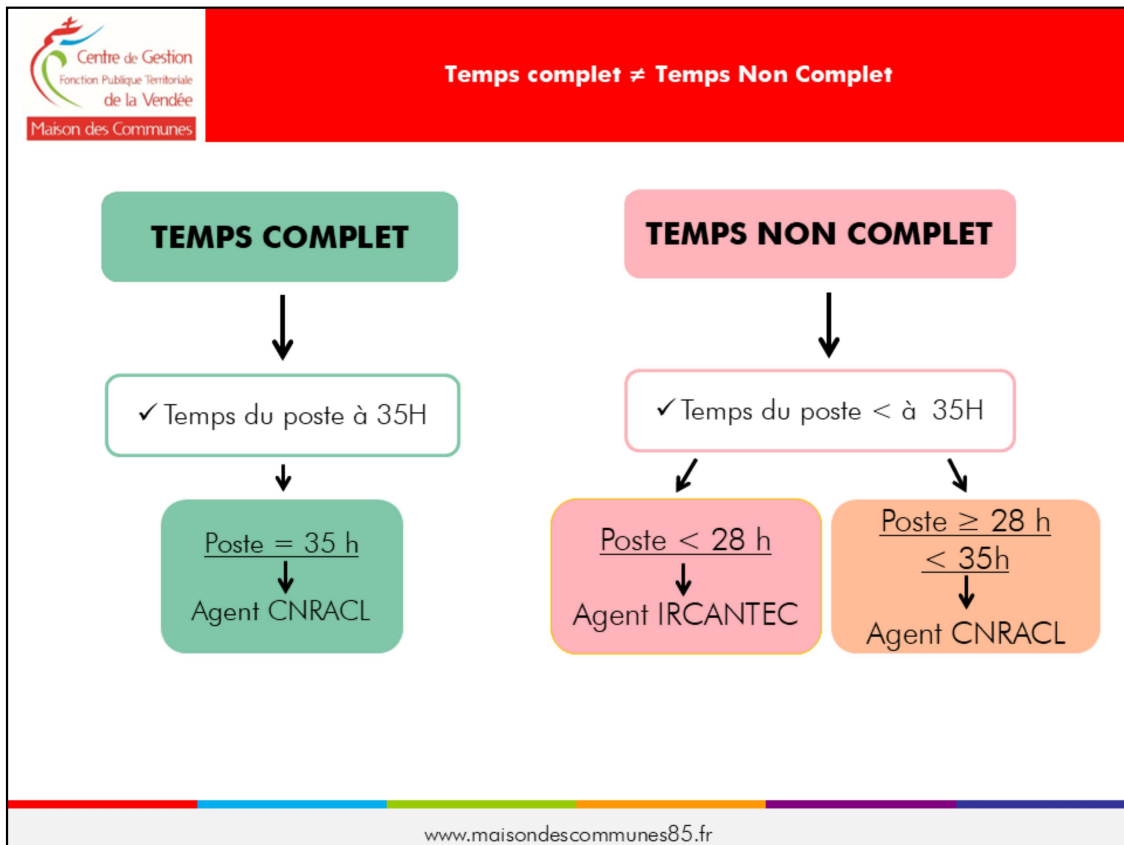 Centre de Gestion
Fonction Publique Territoriale
de la Vendée
Maison des Communes
Temps complet ≠ Temps Non Complet
TEMPS COMPLET
✓ Temps du poste à 35H
Poste = 35 h
Agent CNRACL
TEMPS NON COMPLET
✓ Temps du poste < à 35H
Poste < 28 h
Agent IRCANTEC
Poste ≥ 28 h
< 35h
Agent CNRACL
www.maisondescommunes85.fr